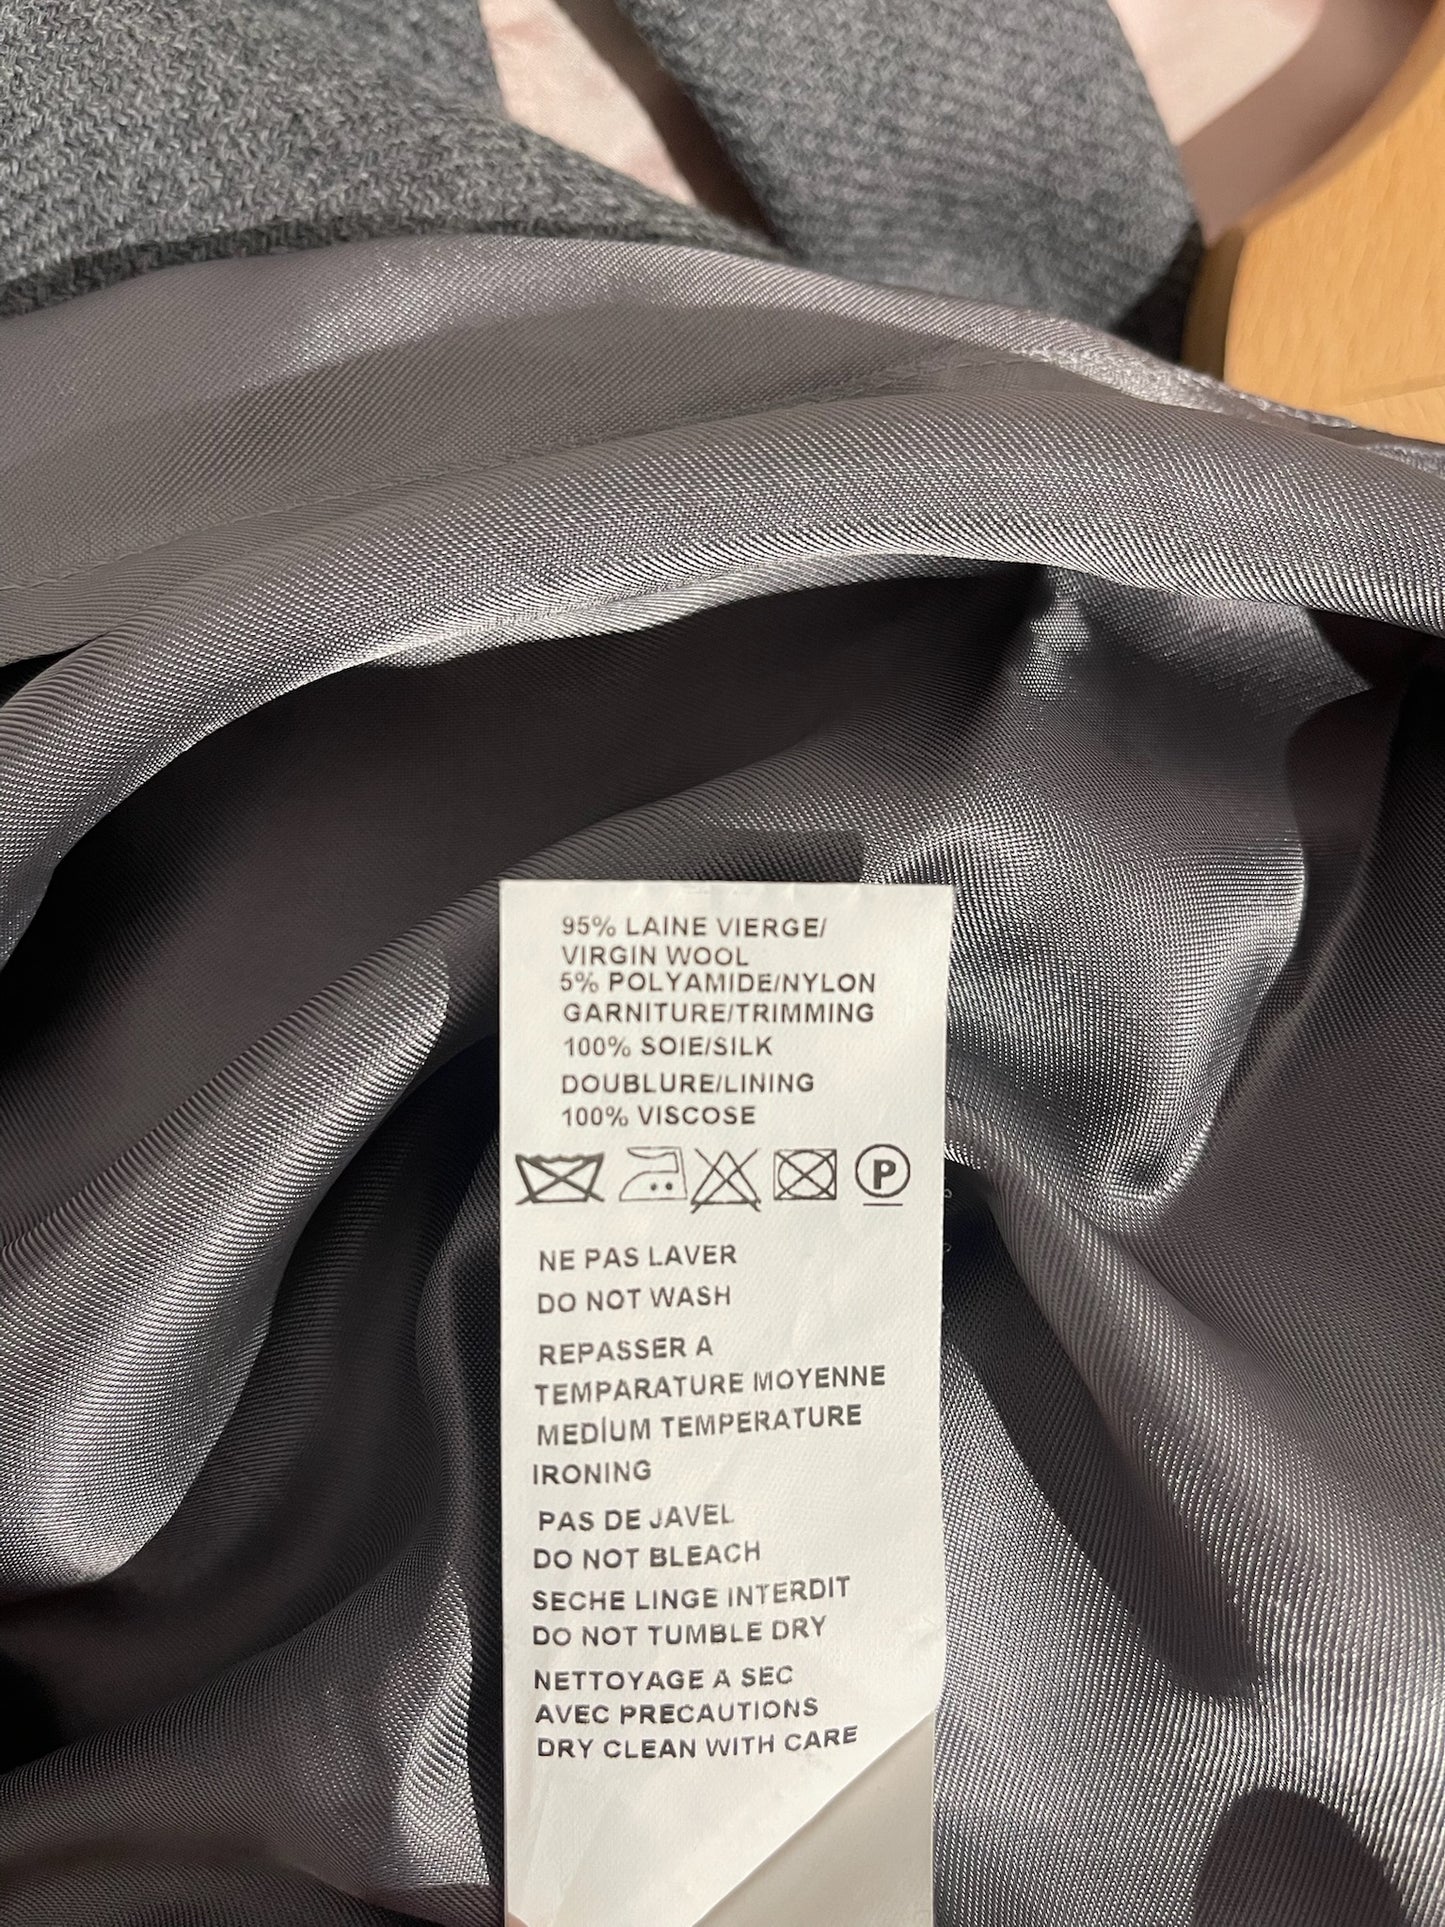 95% LAINE VIERGE/
VIRGIN WOOL
5% POLYAMIDE/NYLON
GARNITURE/TRIMMING
100% SOIE/SILK
DOUBLURE/LINING
100% VISCOSE
P
NE PAS LAVER
DO NOT WASH
REPASSER A
TEMPARATURE MOYENNE
MEDİUM TEMPERATURE
IRONING
PAS DE JAVEL
DO NOT BLEACH
SECHE LINGE INTERDIT
DO NOT TUMBLE DRY
NETTOYAGE A SEC
AVEC PRECAUTIONS
DRY CLEAN WITH CARE